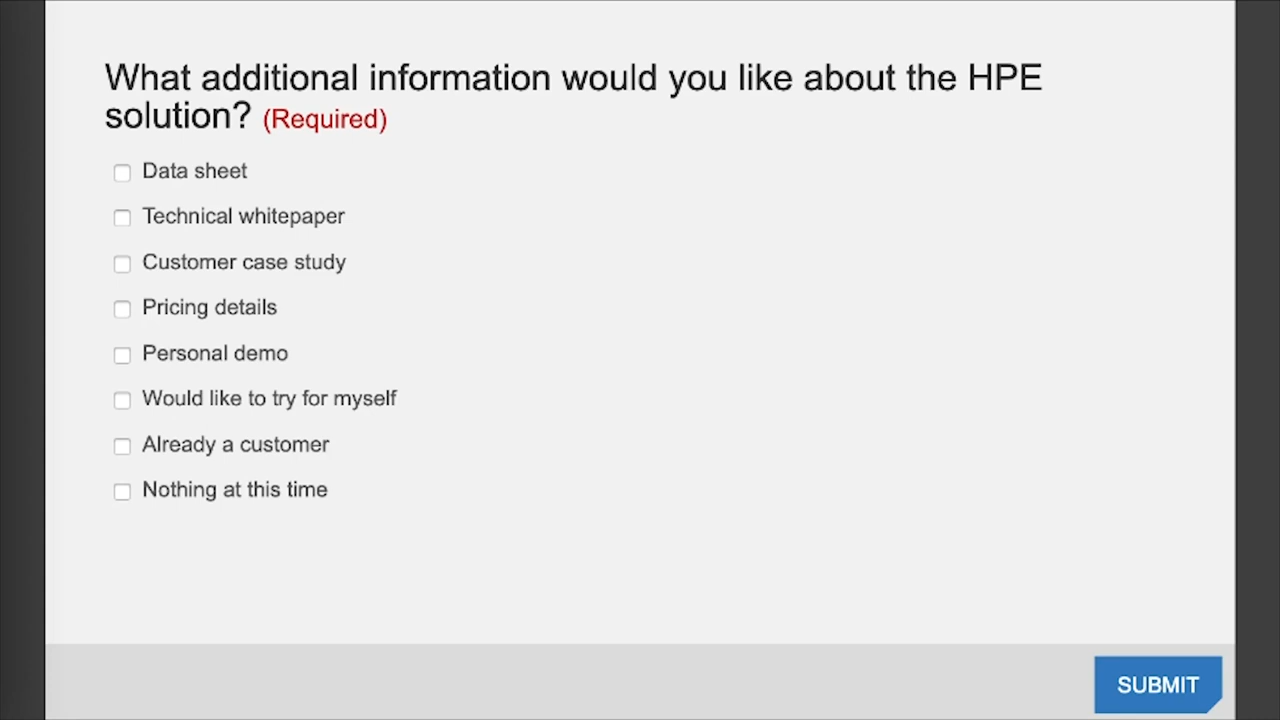 What additional information would you like about the HPE
solution? (Required)
Data sheet
Technical whitepaper
Customer case study
Pricing details
Personal demo
Would like to try for myself
Already a customer
Nothing at this time
SUBMIT